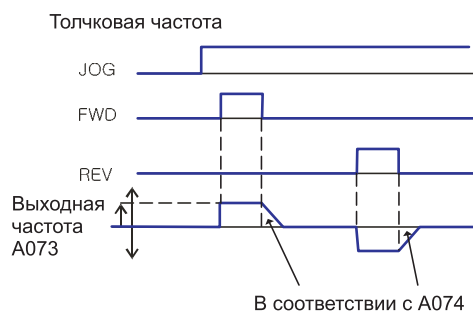 Толчковая частота
JOG
FWD
REV
Выходная
частота
A073
В соответствии с A074